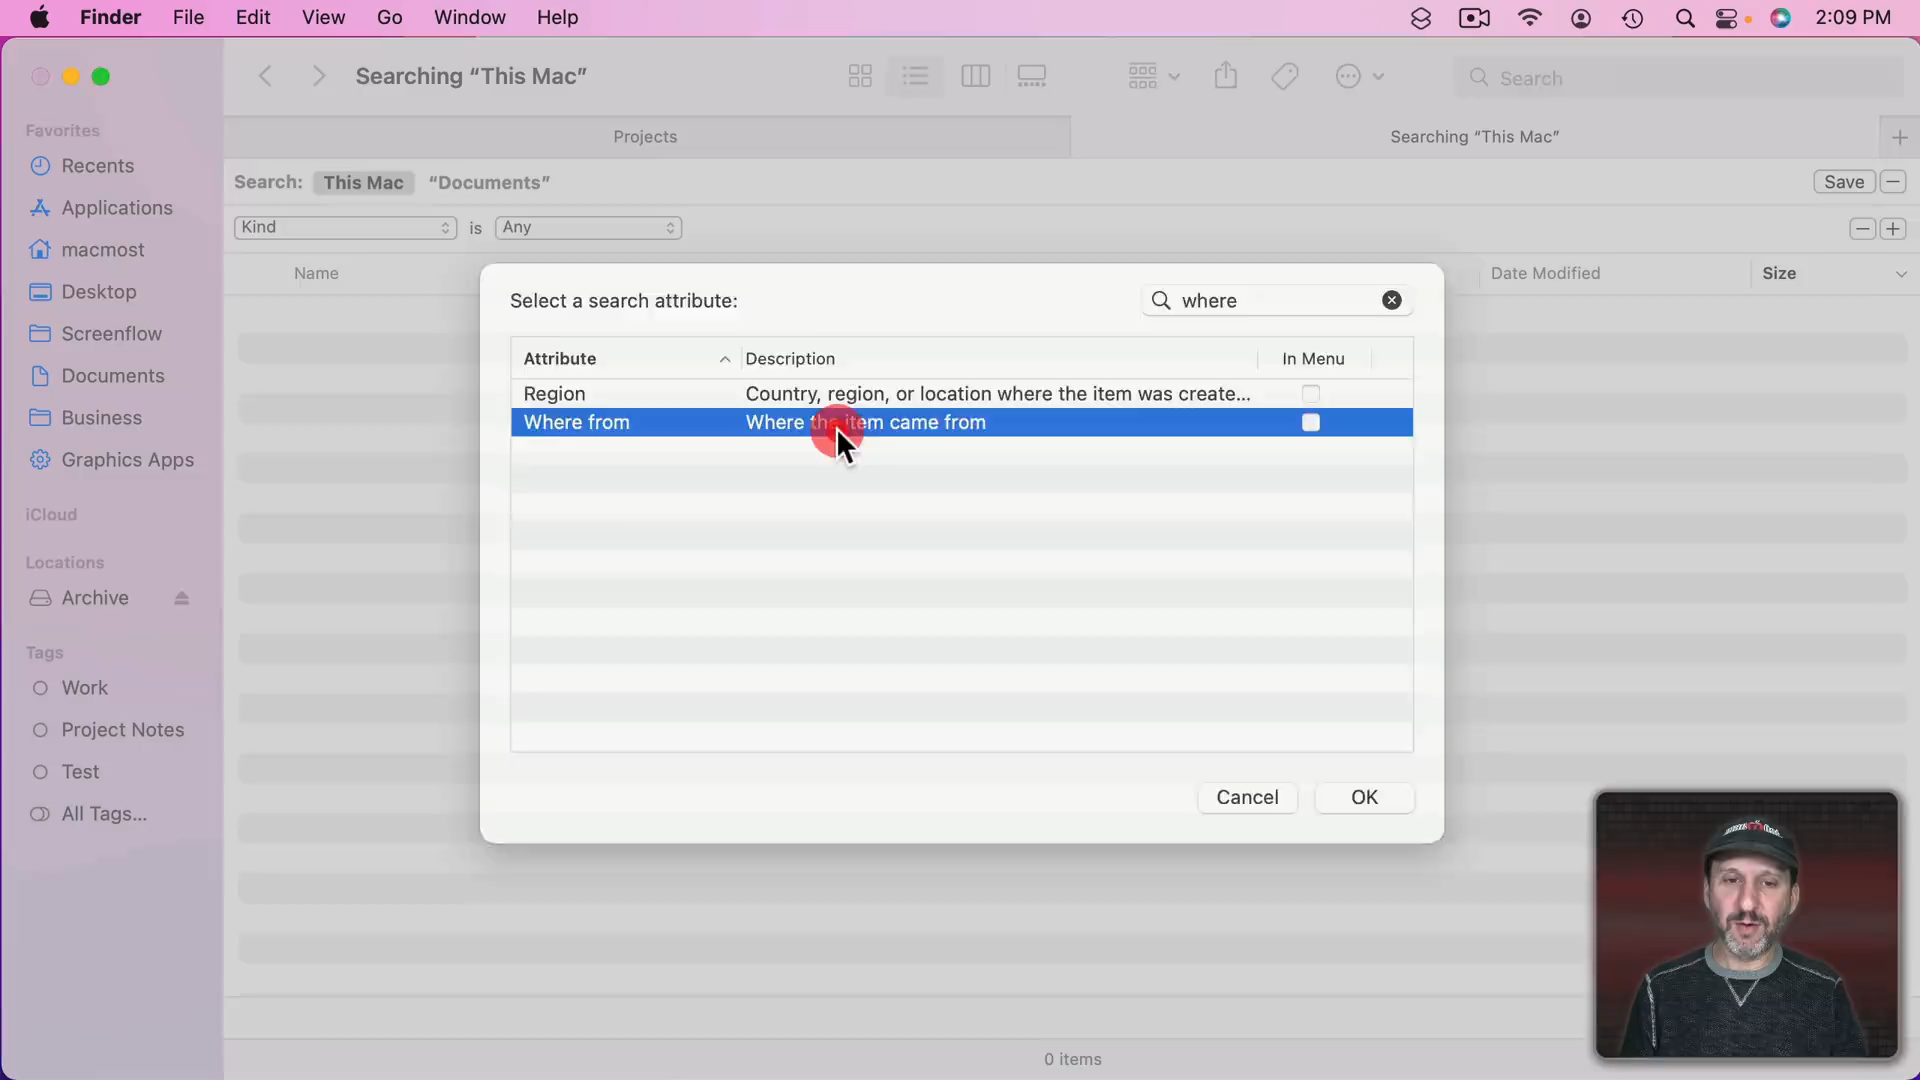 Finder File Edit View Go Window Help 2:09 PM
Searching “This Mac” Search
Projects Searching “This Mac”
Search: This Mac “Documents” Save
Kind is Any
Name Date Modified Size
Favorites
Recents
Applications
macmost
Desktop
Screenflow
Documents
Business
Graphics Apps
iCloud
Locations
Archive
Tags
Work
Project Notes
Test
All Tags...
Select a search attribute: where
Attribute Description In Menu
Region Country, region, or location where the item was create...
Where from Where the item came from
Cancel OK
0 items